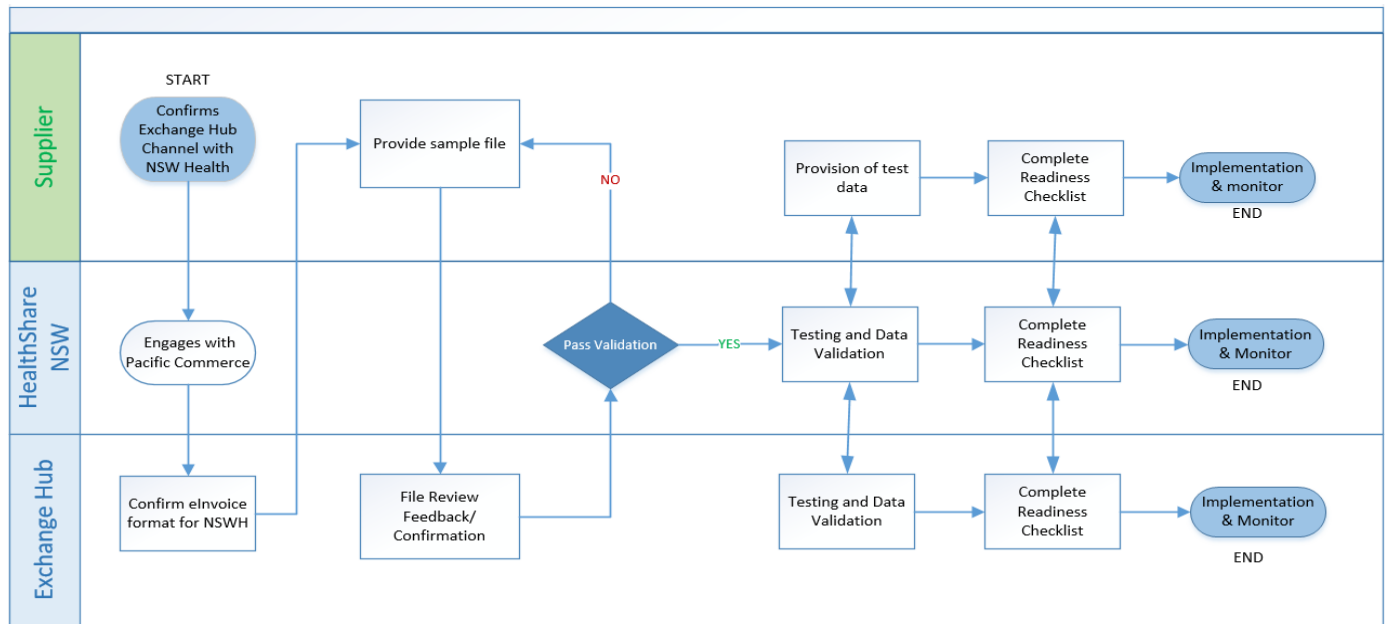 Supplier
START
Confirms
Exchange Hub
Channel with
NSW Health
Provide sample file
NO
Provision of test
data
Complete
Readiness
Checklist
Implementation
& monitor
END
HealthShare
NSW
Engages with
Pacific Commerce
Pass Validation
YES
Testing and Data
Validation
Complete
Readiness
Checklist
Implementation
& Monitor
END
Exchange Hub
Confirm eInvoice
format for NSWH
File Review
Feedback/
Confirmation
Testing and Data
Validation
Complete
Readiness
Checklist
Implementation
& Monitor
END